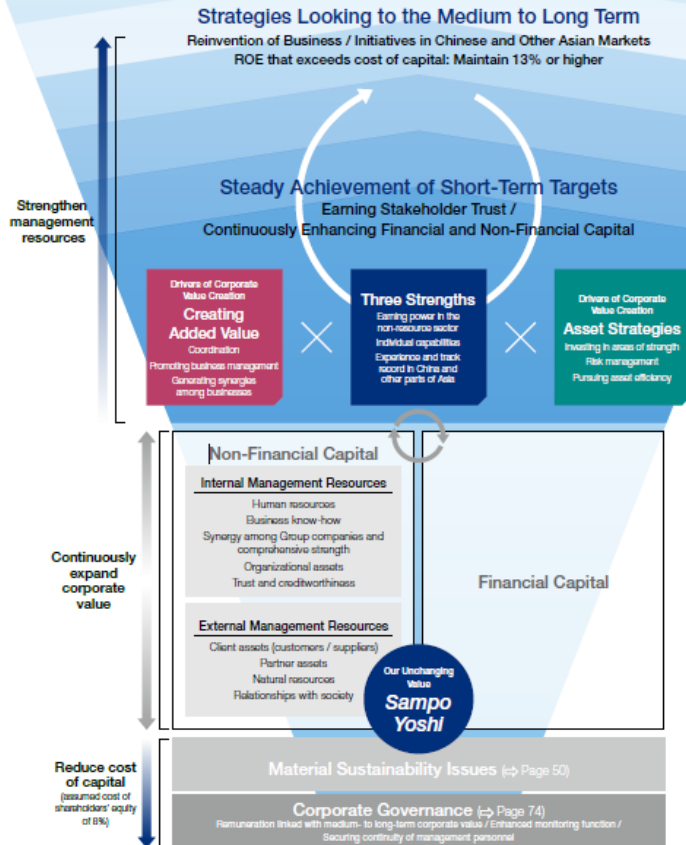 Strategies Looking to the Medium to Long Term
Reinvention of Business / Initiatives in Chinese and Other Asian Markets
ROE that exceeds cost of capital: Maintain 13% or higher
Strengthen
management
resources
Steady Achievement of Short-Term Targets
Earning Stakeholder Trust /
Continuously Enhancing Financial and Non-Financial Capital
Drivers of Corporate
Value Creation
Creating
Added Value
Coordination
Promoting business management
Generating synergies
among businesses
Three Strengths
Earning power in the
non-resource sector
Individual capabilities
Experience and track
record in China and
other parts of Asia
Drivers of Corporate
Value Creation
Asset Strategies
Investing in areas of strength
Risk management
Pursuing asset efficiency
Continuously
expand
corporate
value
Non-Financial Capital
Internal Management Resources
Human resources
Business know-how
Synergy among Group companies and
comprehensive strength
Organizational assets
Trust and creditworthiness
External Management Resources
Client assets (customers / suppliers)
Partner assets
Natural resources
Relationships with society
Financial Capital
Our Unchanging
Value
Sampo
Yoshi
Reduce cost
of capital
(assumed cost of
shareholders' equity
of 8%)
Material Sustainability Issues (⇨ Page 50)
Corporate Governance (⇨ Page 74)
Remuneration linked with medium- to long-term corporate value / Enhanced monitoring function /
Securing continuity of management personnel